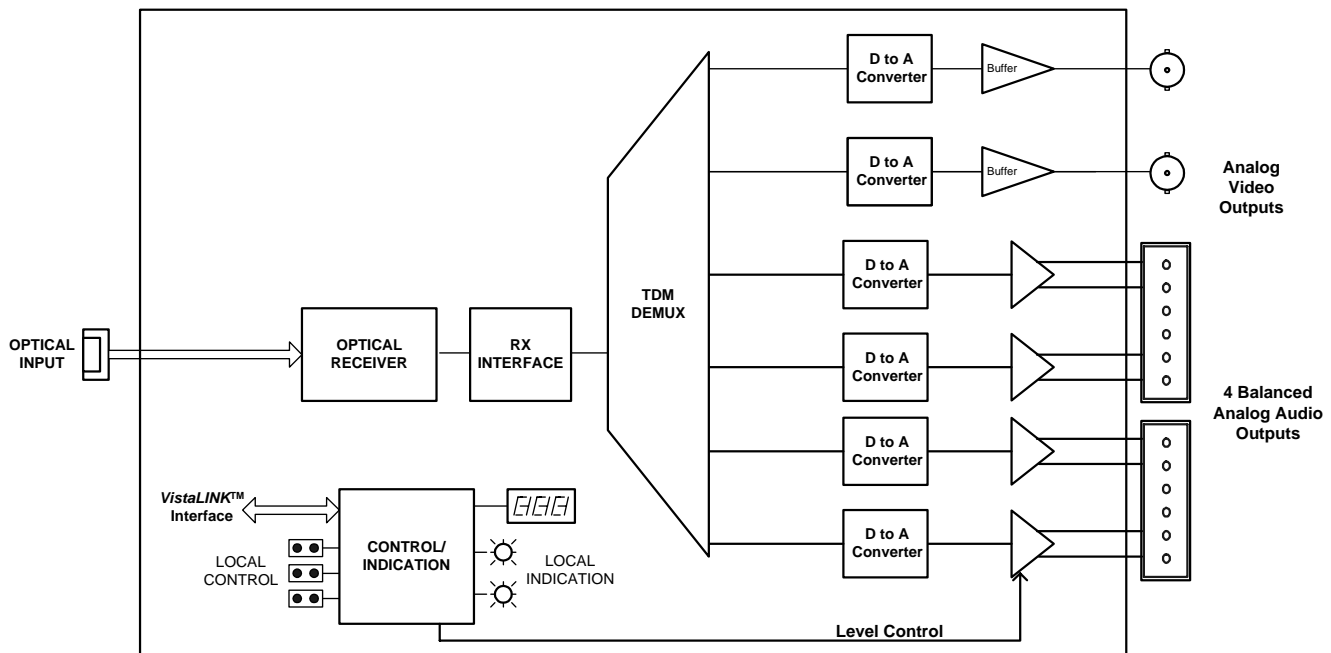 D to A
Converter
Buffer
D to A
Converter
Buffer
Analog
Video
Outputs
D to A
Converter
TDM
DEMUX
OPTICAL
INPUT
OPTICAL
RECEIVER
RX
INTERFACE
D to A
Converter
4 Balanced
Analog Audio
Outputs
D to A
Converter
VistaLINK™
Interface
CONTROL/
INDICATION
LOCAL
CONTROL
LOCAL
INDICATION
D to A
Converter
Level Control